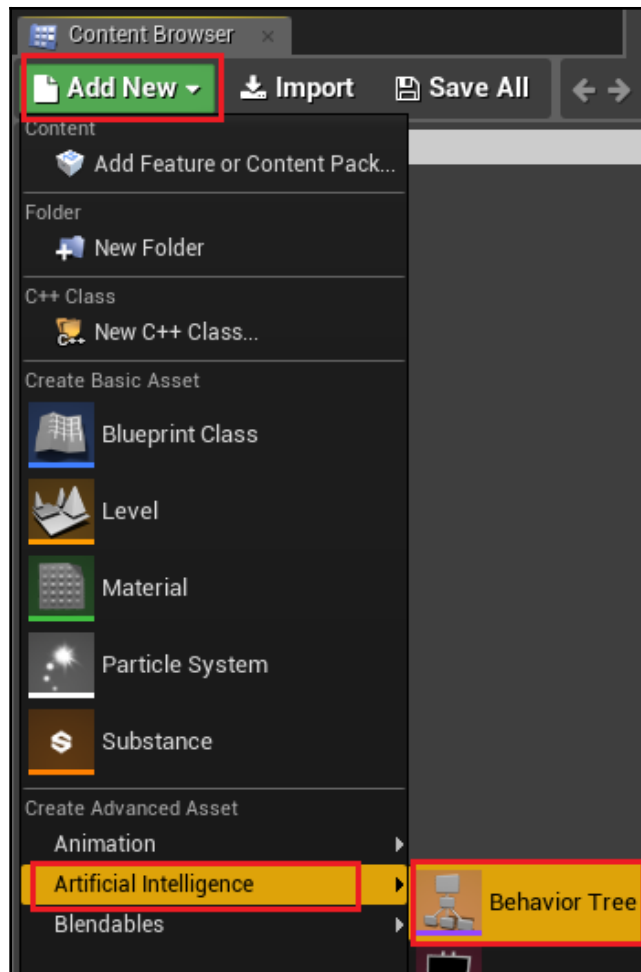 Content Browser
Add New Import Save All
Content
Add Feature or Content Pack...
Folder
New Folder
C++ Class
C++ New C++ Class...
Create Basic Asset
Blueprint Class
Level
Material
Particle System
S Substance
Create Advanced Asset
Animation
Artificial Intelligence Behavior Tree
Blendables